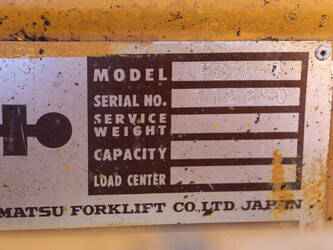 MODEL
SERIAL NO.
SERVICE
WEIGHT
CAPACITY
LOAD CENTER
MATSU FORKLIFT CO., LTD. JAPAN